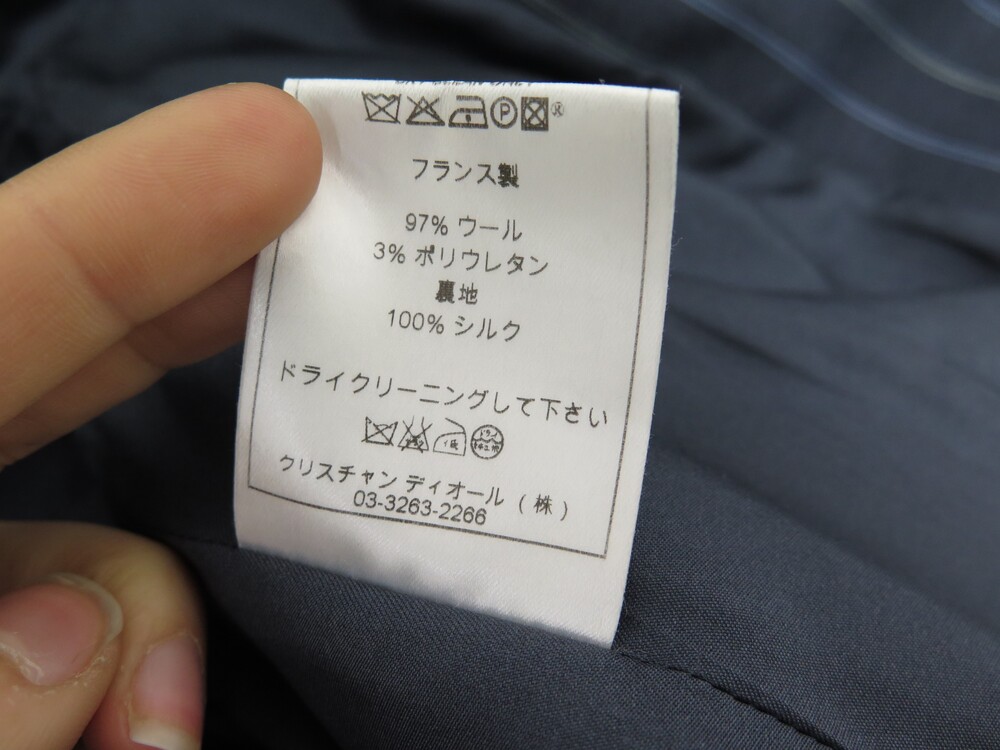 フランス製
97% ウール
3% ポリウレタン
裏地
100% シルク
ドライクリーニングして下さい
クリスチャン ディオール (株)
03-3263-2266